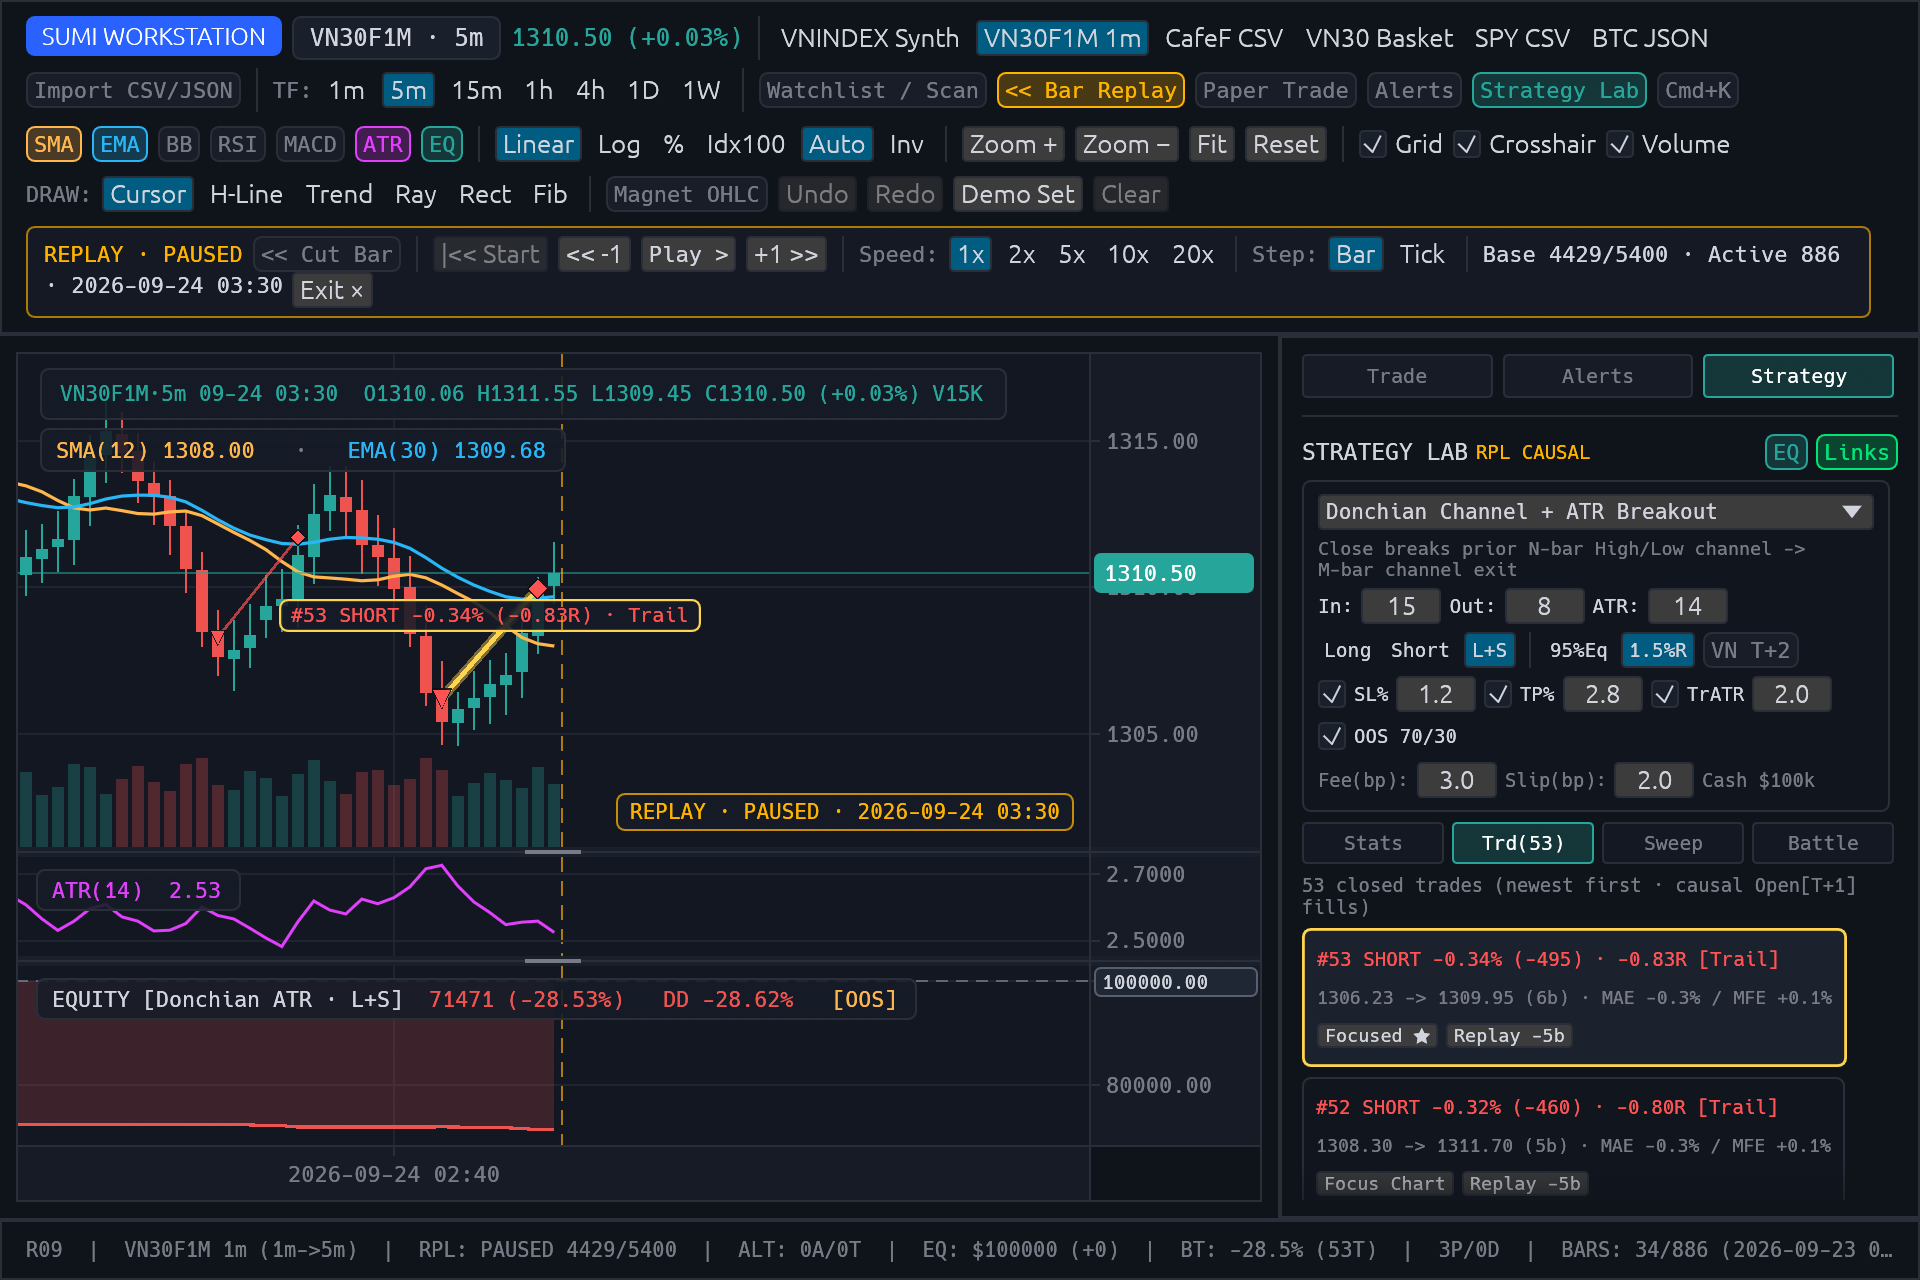 SUMI WORKSTATION VN30F1M · 5m 1310.50 (+0.03%) VNINDEX Synth VN30F1M 1m CafeF CSV VN30 Basket SPY CSV BTC JSON
Import CSV/JSON TF: 1m 5m 15m 1h 4h 1D 1W Watchlist / Scan << Bar Replay Paper Trade Alerts Strategy Lab Cmd+K
SMA EMA BB RSI MACD ATR EQ Linear Log % Idx100 Auto Inv Zoom + Zoom − Fit Reset Grid Crosshair Volume
DRAW: Cursor H-Line Trend Ray Rect Fib Magnet OHLC Undo Redo Demo Set Clear
REPLAY · PAUSED << Cut Bar |<< Start << -1 Play > +1 >> Speed: 1x 2x 5x 10x 20x Step: Bar Tick Base 4429/5400 · Active 886
· 2026-09-24 03:30 Exit ×
VN30F1M·5m 09-24 03:30 O1310.06 H1311.55 L1309.45 C1310.50 (+0.03%) V15K
SMA(12) 1308.00 · EMA(30) 1309.68
1315.00
1310.50
#53 SHORT -0.34% (-0.83R) · Trail
1305.00
REPLAY · PAUSED · 2026-09-24 03:30
ATR(14) 2.53
2.7000
2.5000
100000.00
EQUITY [Donchian ATR · L+S] 71471 (-28.53%) DD -28.62% [OOS]
80000.00
2026-09-24 02:40
Trade Alerts Strategy
STRATEGY LAB RPL CAUSAL EQ Links
Donchian Channel + ATR Breakout
Close breaks prior N-bar High/Low channel ->
M-bar channel exit
In: 15 Out: 8 ATR: 14
Long Short L+S 95%Eq 1.5%R VN T+2
SL% 1.2 TP% 2.8 TrATR 2.0
OOS 70/30
Fee(bp): 3.0 Slip(bp): 2.0 Cash $100k
Stats Trd(53) Sweep Battle
53 closed trades (newest first · causal Open[T+1]
fills)
#53 SHORT -0.34% (-495) · -0.83R [Trail]
1306.23 -> 1309.95 (6b) · MAE -0.3% / MFE +0.1%
Focused ★ Replay -5b
#52 SHORT -0.32% (-460) · -0.80R [Trail]
1308.30 -> 1311.70 (5b) · MAE -0.3% / MFE +0.1%
Focus Chart Replay -5b
R09 | VN30F1M 1m (1m->5m) | RPL: PAUSED 4429/5400 | ALT: 0A/0T | EQ: $100000 (+0) | BT: -28.5% (53T) | 3P/0D | BARS: 34/886 (2026-09-23 0…